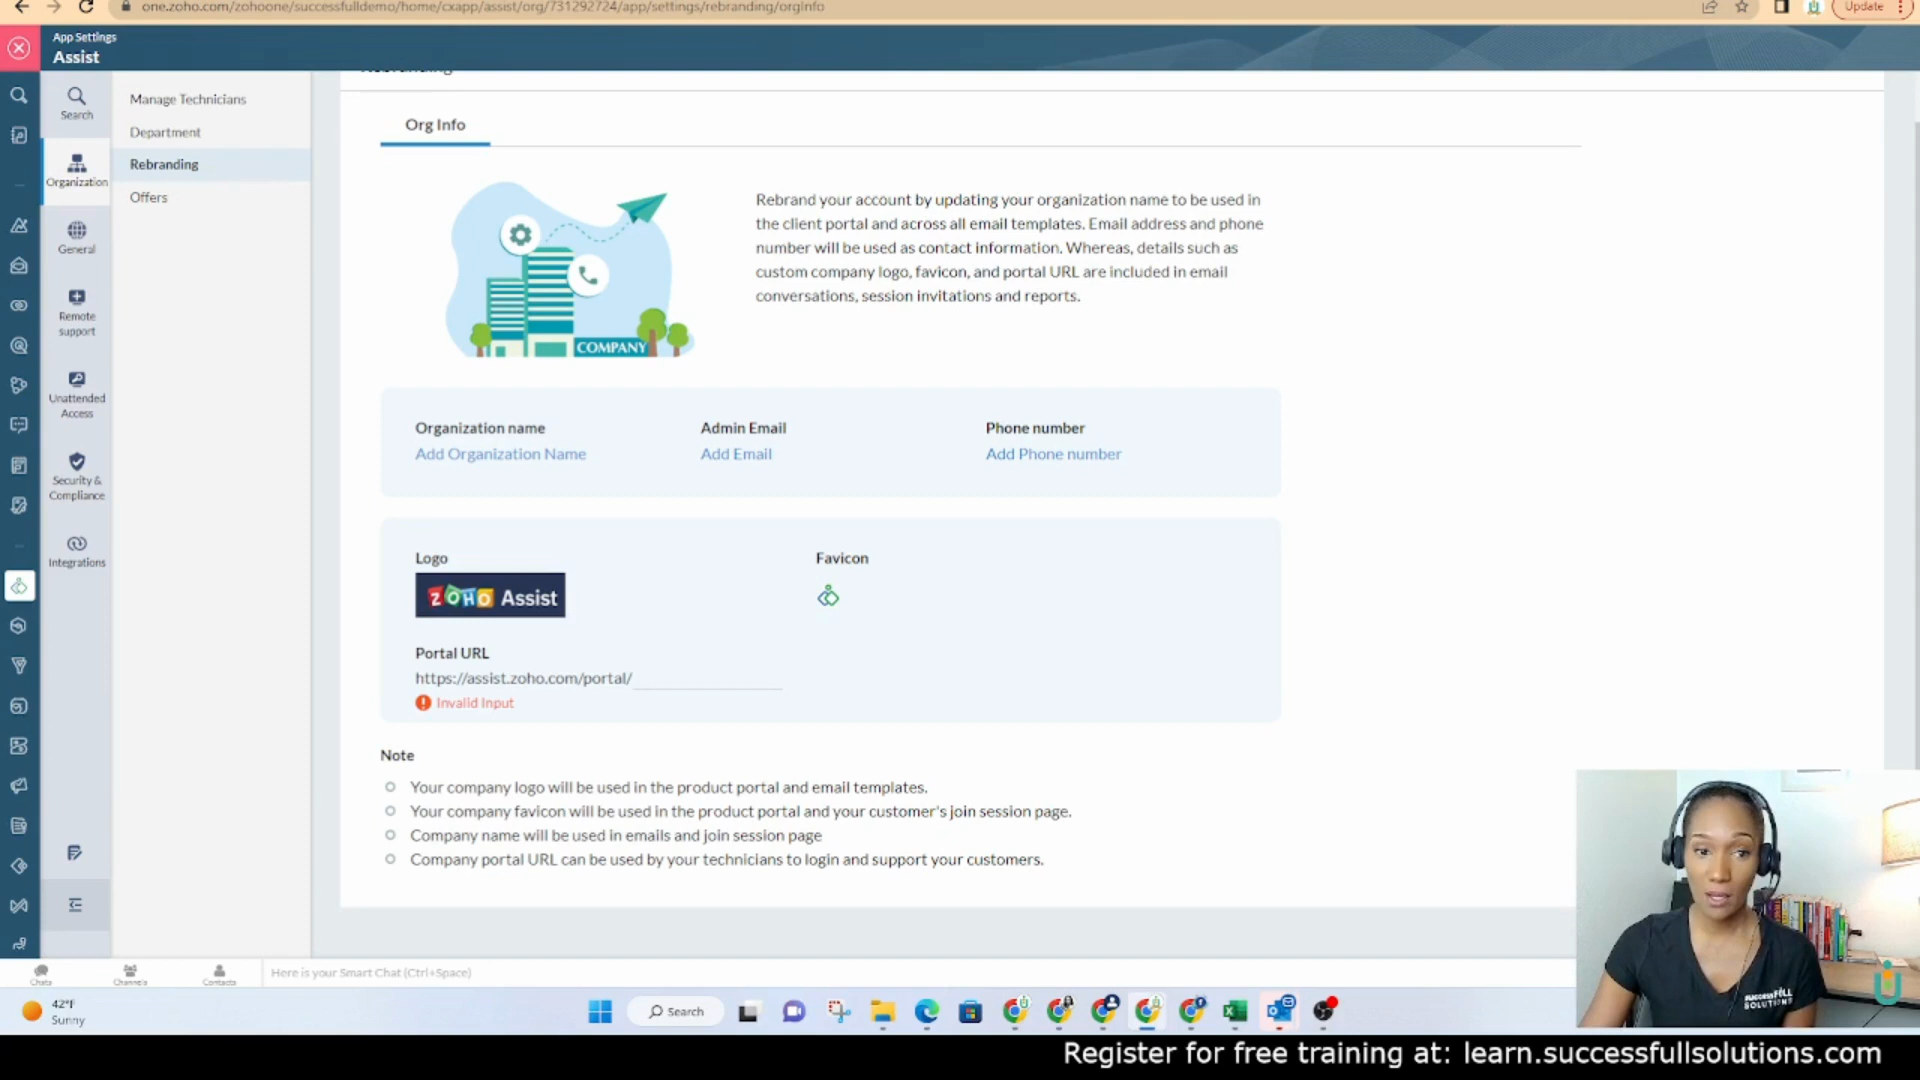 one.zoho.com/zohoone/successfulldemo/home/cxapp/assist/org/731292724/app/settings/rebranding/orgInfo
Update
App Settings
Assist
Search
Organization
General
Remote
support
Unattended
Access
Security &
Compliance
Integrations
Manage Technicians
Department
Rebranding
Offers
Rebranding
Org Info
COMPANY
Rebrand your account by updating your organization name to be used in
the client portal and across all email templates. Email address and phone
number will be used as contact information. Whereas, details such as
custom company logo, favicon, and portal URL are included in email
conversations, session invitations and reports.
Organization name
Add Organization Name
Admin Email
Add Email
Phone number
Add Phone number
Logo
ZOHO Assist
Favicon
Portal URL
https://assist.zoho.com/portal/
Invalid Input
Note
Your company logo will be used in the product portal and email templates.
Your company favicon will be used in the product portal and your customer's join session page.
Company name will be used in emails and join session page
Company portal URL can be used by your technicians to login and support your customers.
Chats
Channels
Contacts
Here is your Smart Chat (Ctrl+Space)
42°F
Sunny
Search
SUCCESSFÜLL
SOLUTIONS
Register for free training at: learn.successfullsolutions.com